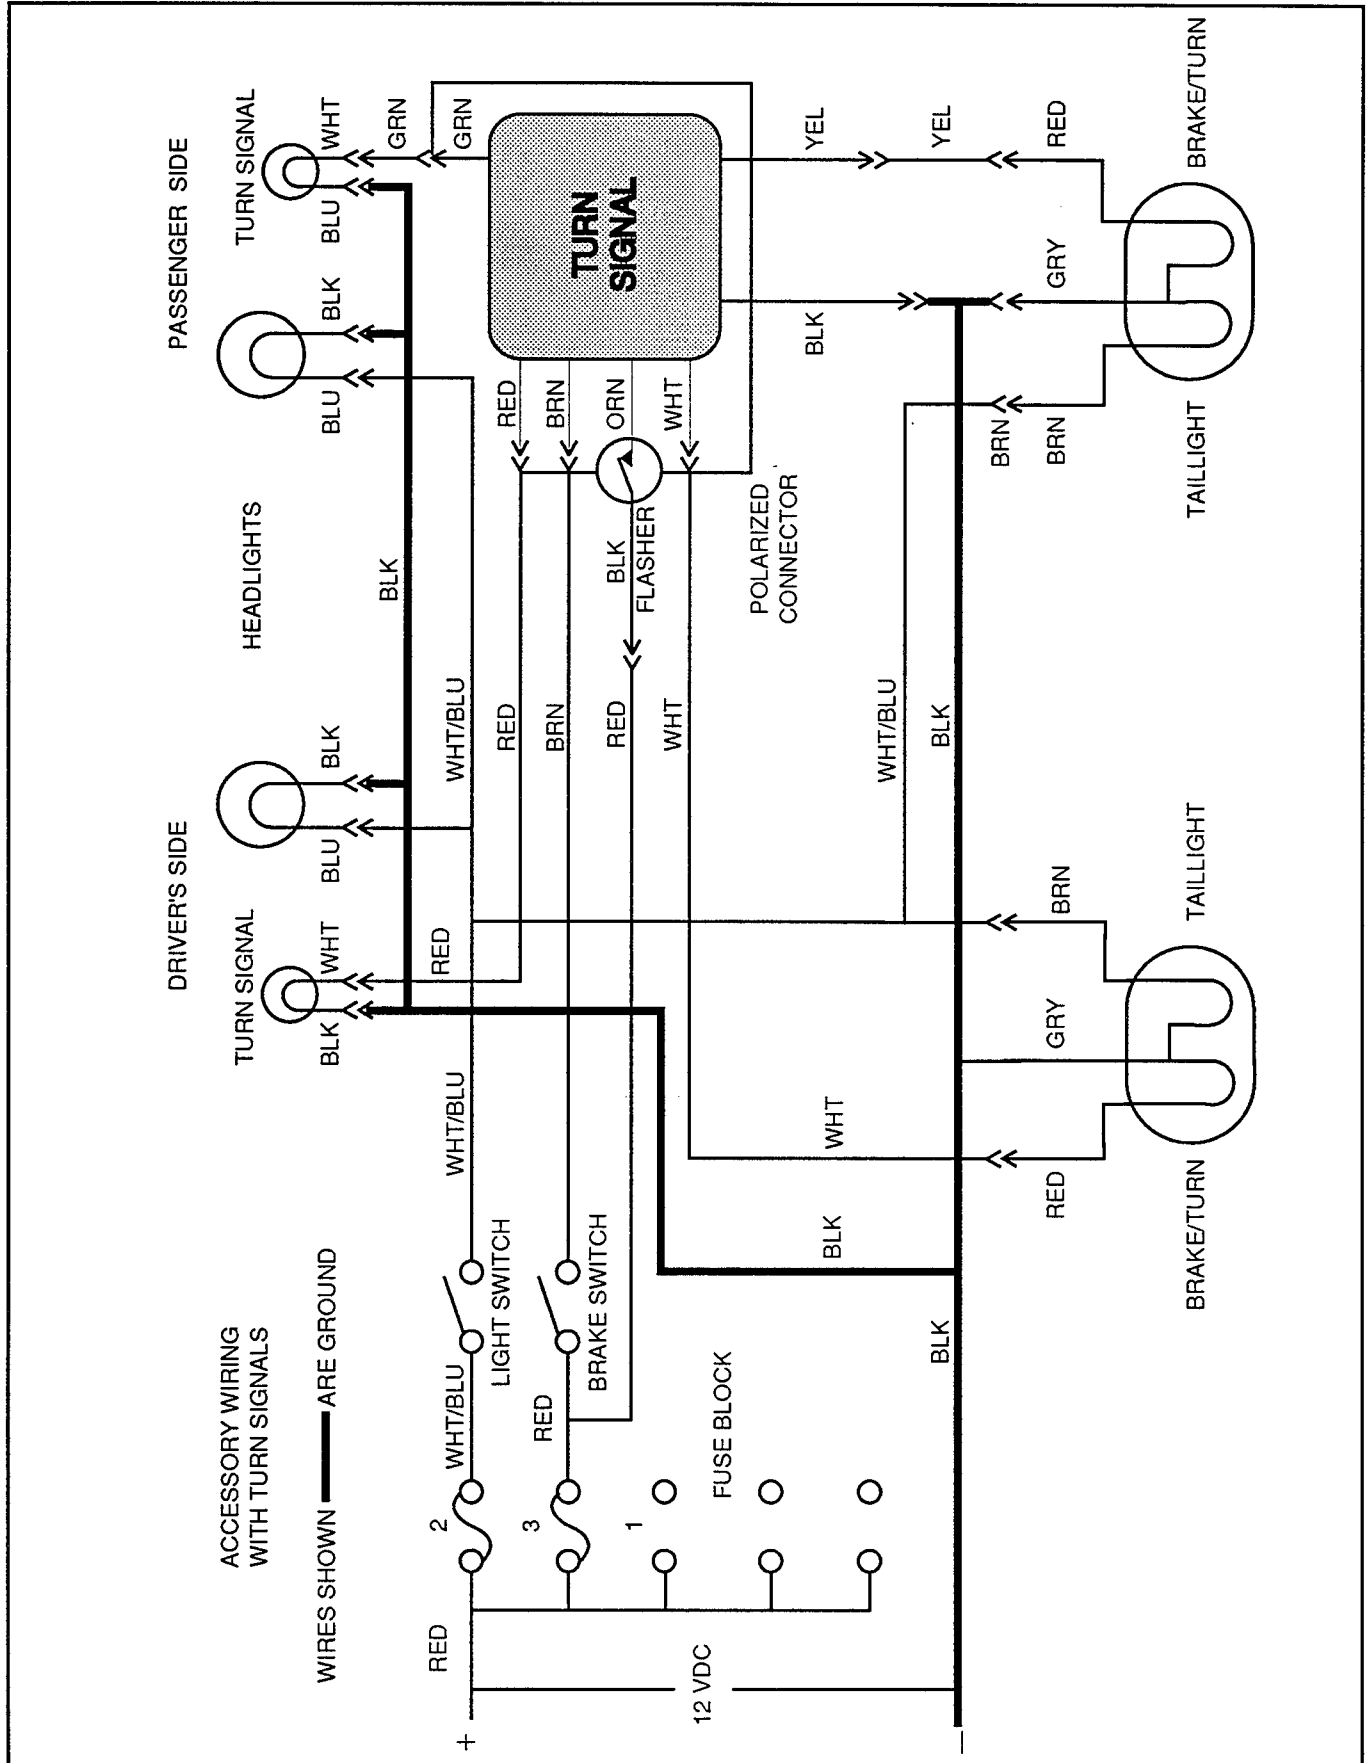 DRIVER'S SIDE
PASSENGER SIDE
ACCESSORY WIRING
WITH TURN SIGNALS
TURN SIGNAL
HEADLIGHTS
TURN SIGNAL
WIRES SHOWN ARE GROUND
BLK
WHT
BLU
BLK
BLU
BLK
BLU
WHT
BLK
GRN
RED
2
RED
+
WHT/BLU
WHT/BLU
WHT/BLU
GRN
LIGHT SWITCH
RED
RED
3
RED
BRN
BRN
BRAKE SWITCH
TURN
SIGNAL
RED
BLK
ORN
1
FLASHER
WHT
WHT
12 VDC
FUSE BLOCK
POLARIZED
CONNECTOR
BLK
WHT
BLK
YEL
WHT/BLU
–
BLK
BLK
YEL
BRN
RED
GRY
BRN
BRN
GRY
RED
BRAKE/TURN
TAILLIGHT
TAILLIGHT
BRAKE/TURN